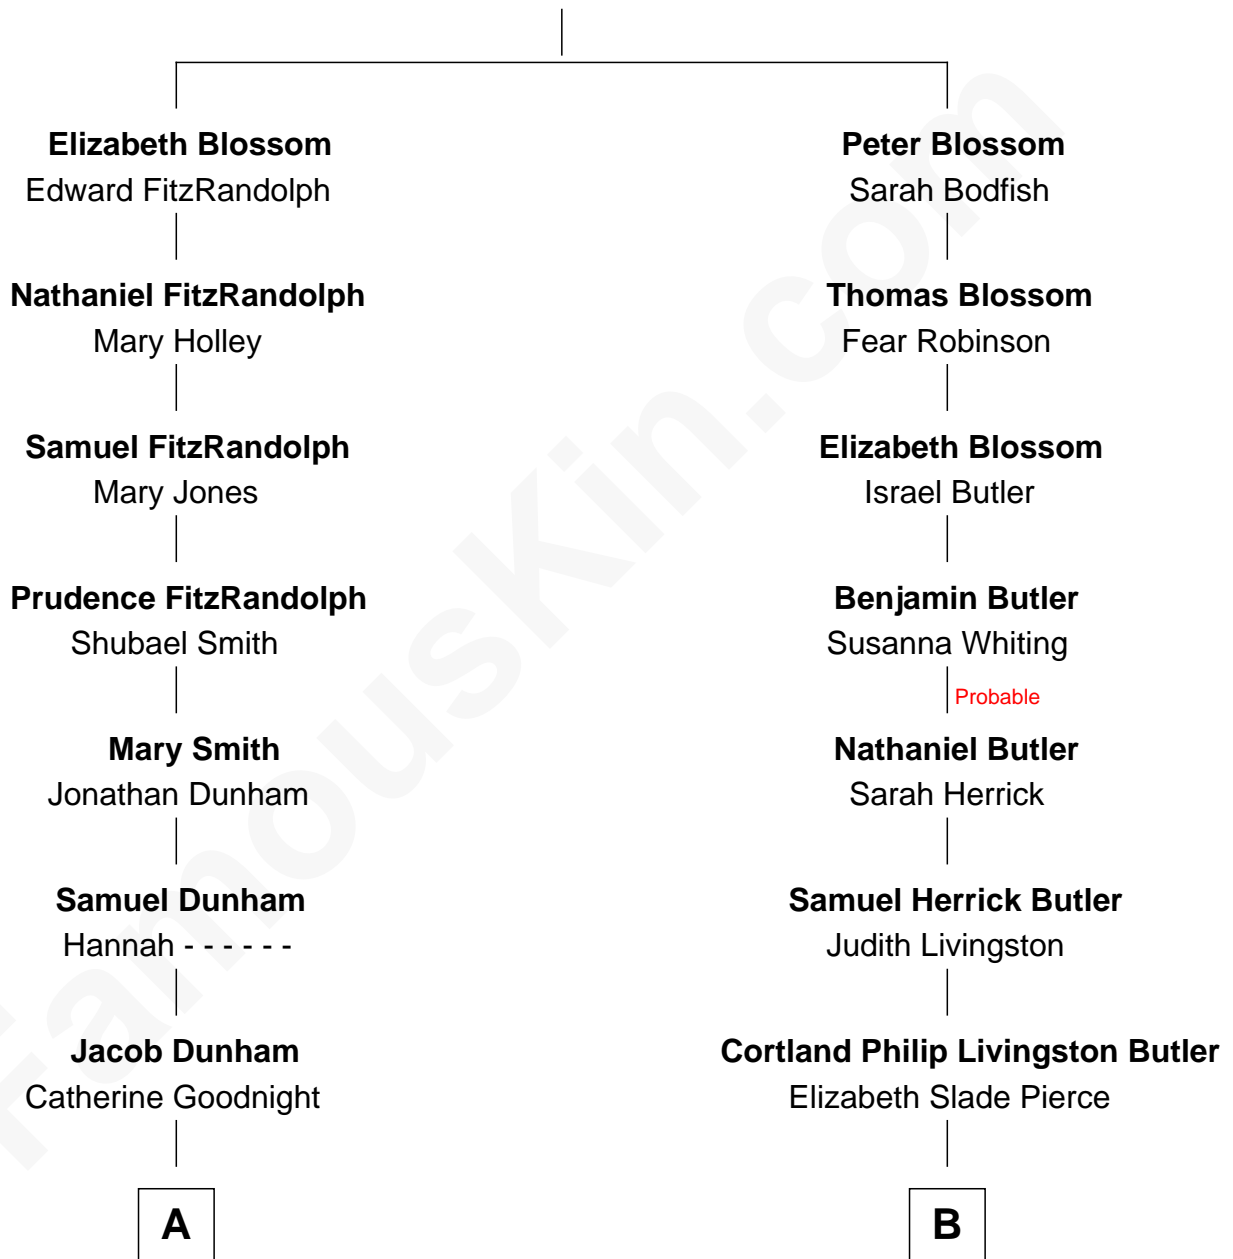 Elizabeth Blossom
Edward FitzRandolph
Nathaniel FitzRandolph
Mary Holley
Samuel FitzRandolph
Mary Jones
Prudence FitzRandolph
Shubael Smith
Mary Smith
Jonathan Dunham
Samuel Dunham
Hannah - - - - - -
Jacob Dunham
Catherine Goodnight
A
Peter Blossom
Sarah Bodfish
Thomas Blossom
Fear Robinson
Elizabeth Blossom
Israel Butler
Benjamin Butler
Susanna Whiting
Probable
Nathaniel Butler
Sarah Herrick
Samuel Herrick Butler
Judith Livingston
Cortland Philip Livingston Butler
Elizabeth Slade Pierce
B
FamousKin.com